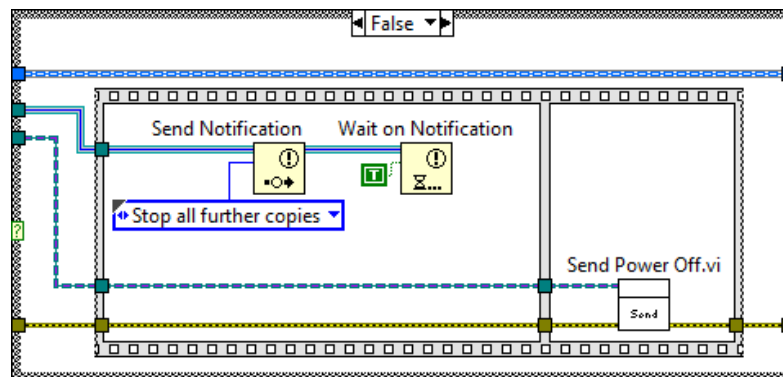 False
Send Notification
Wait on Notification
T
Stop all further copies
?
Send Power Off.vi
Send